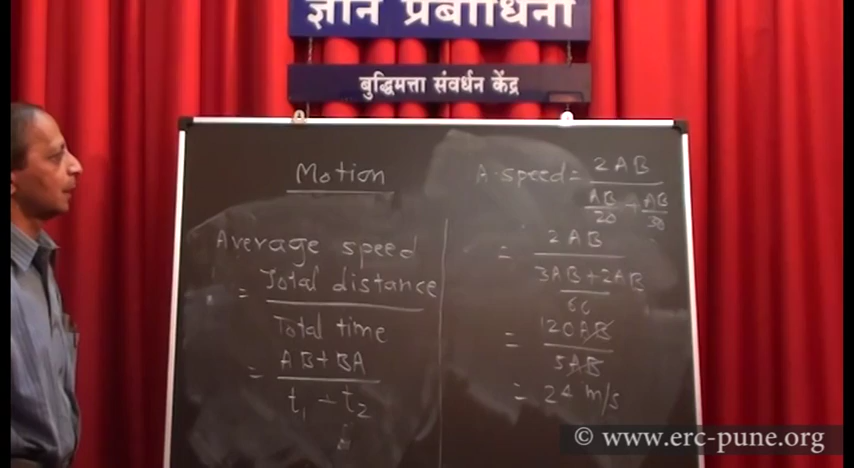 ज्ञान प्रबोधिनी
बुद्धिमत्ता संवर्धन केंद्र
Motion
Average speed
= Total distance
Total time
= AB + BA
t₁ + t₂
A.speed = 2AB
AB/20 + AB/30
= 2AB
3AB + 2AB
60
= 120AB
5AB
= 24 m/s
© www.erc-pune.org